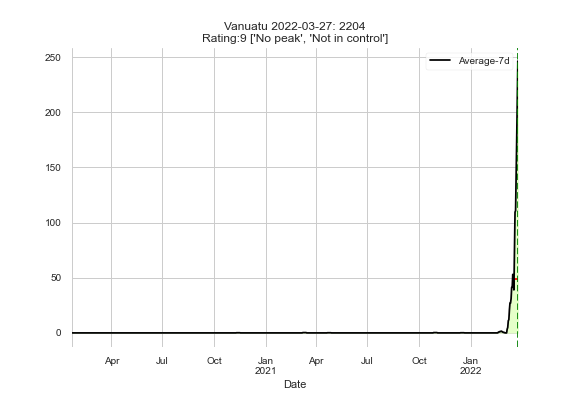 Vanuatu 2022-03-27: 2204
Rating:9 ['No peak', 'Not in control']
Average-7d
250
200
150
100
50
0
Apr Jul Oct Jan Apr Jul Oct Jan
2021 2022
Date